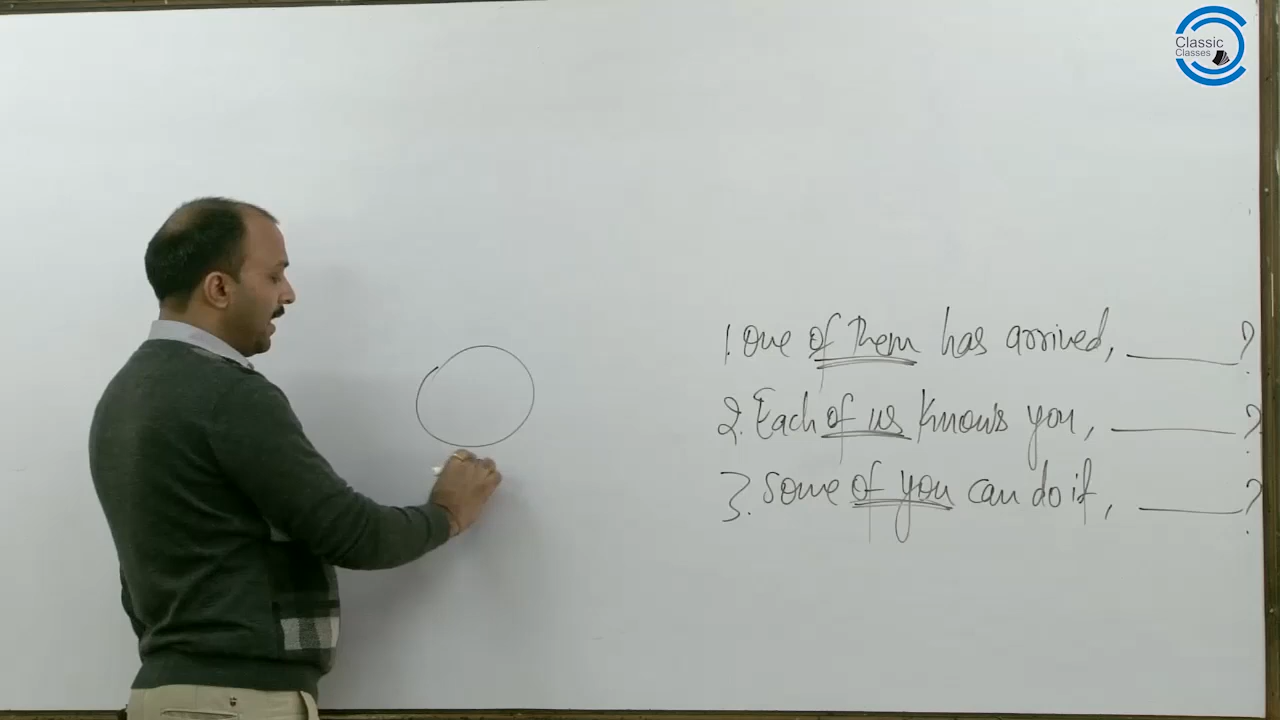 Classic
Classes
1. One of them has arrived, ______?
2. Each of us knows you, ______?
3. Some of you can do it, ______?